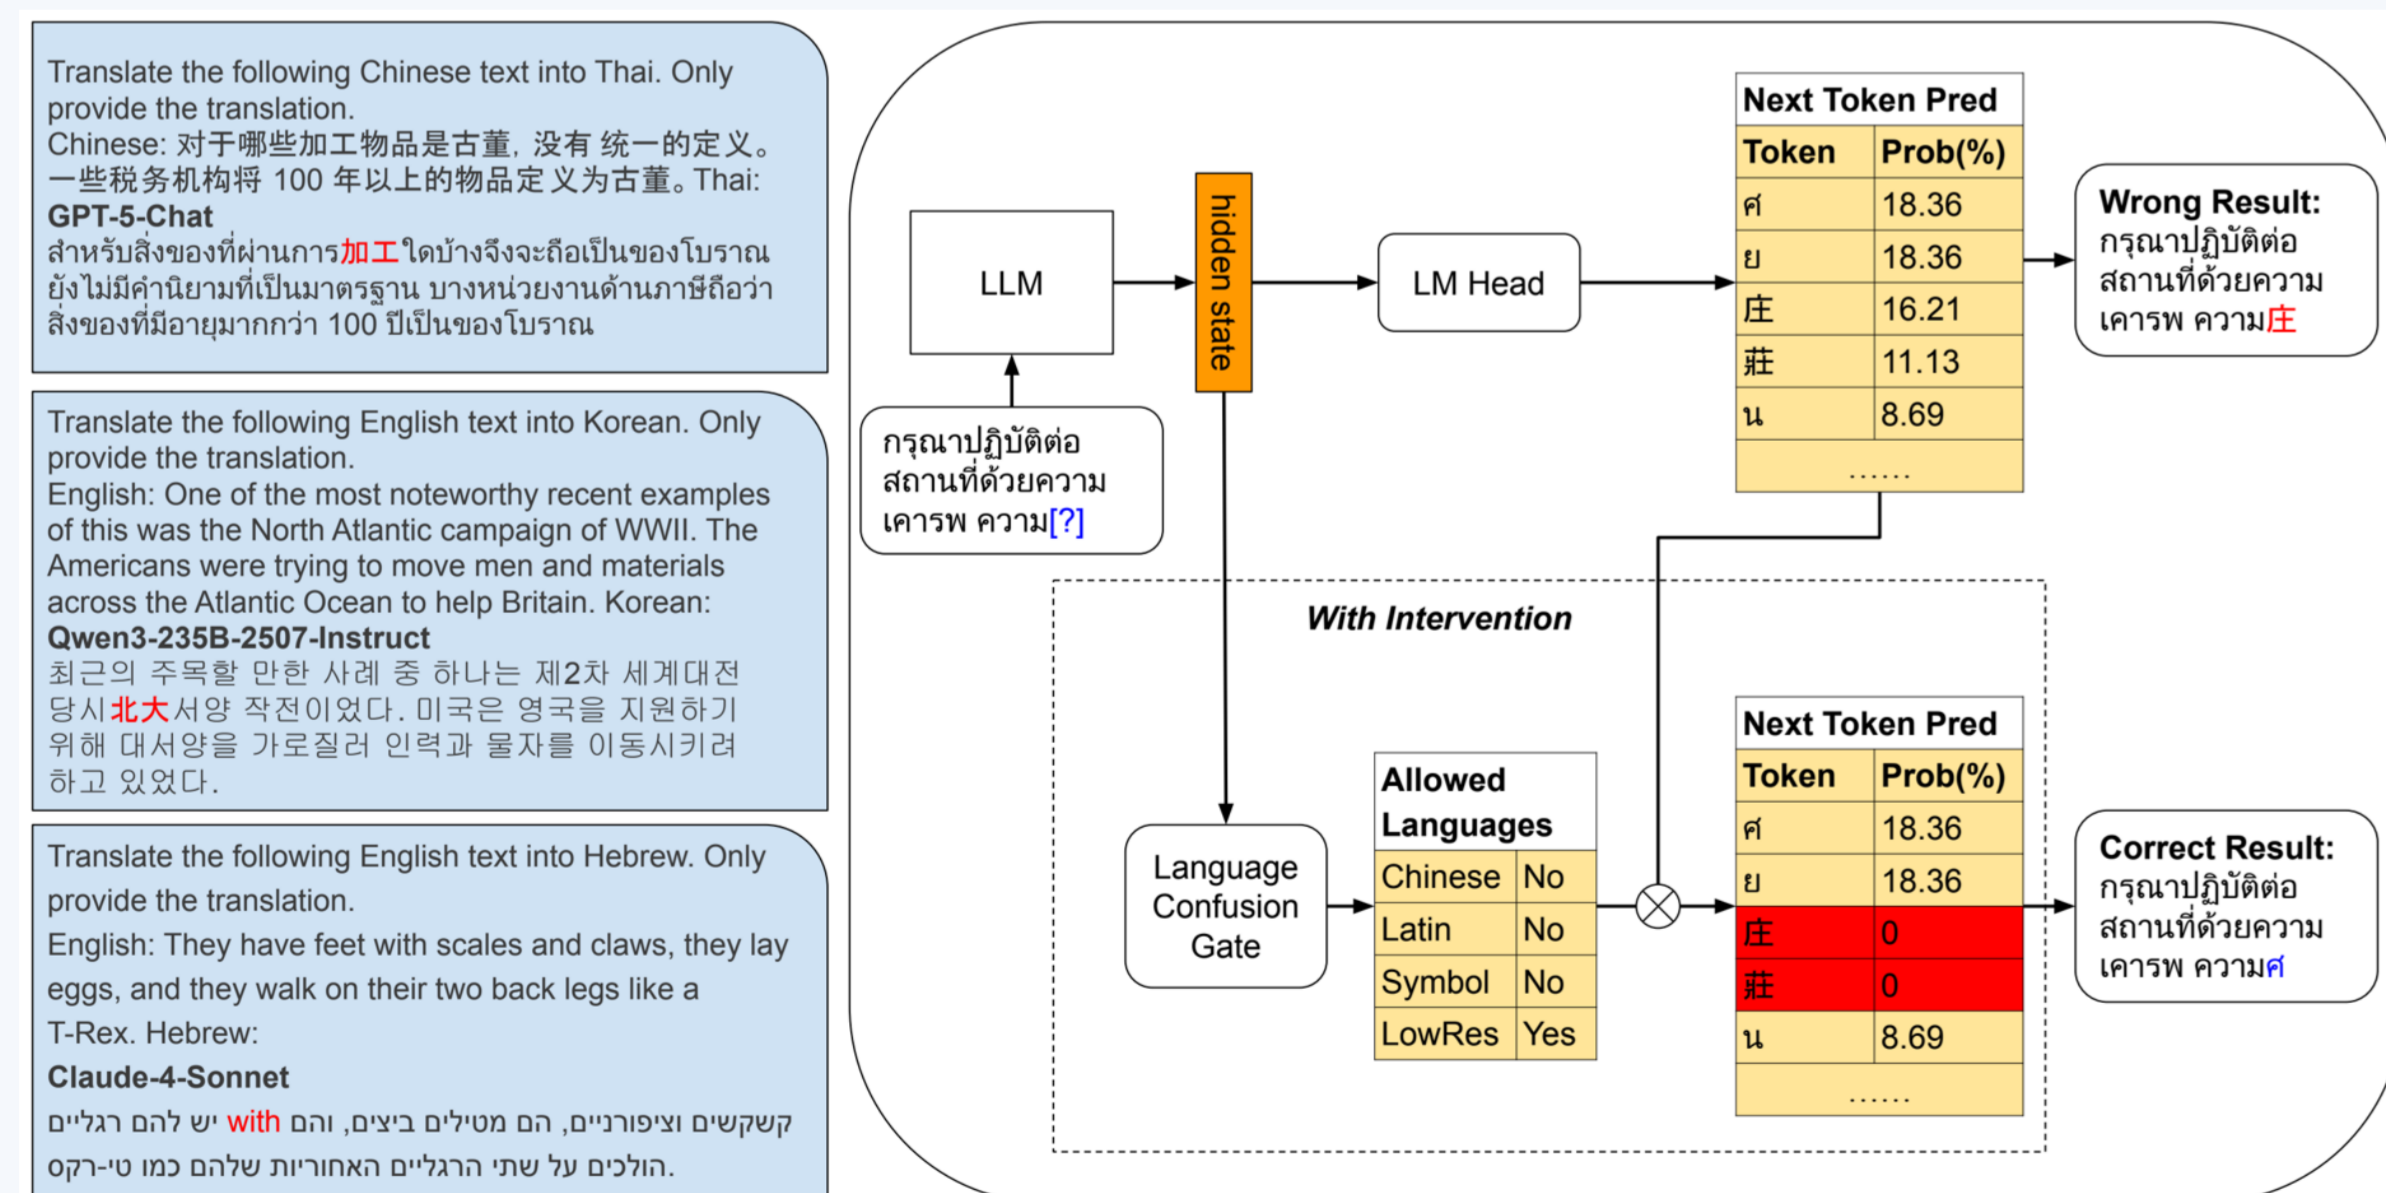 Translate the following Chinese text into Thai. Only
provide the translation.
Chinese: 对于哪些加工物品是古董, 没有 统一的定义。
一些税务机构将 100 年以上的物品定义为古董。Thai:
GPT-5-Chat
สำหรับสิ่งของที่ผ่านการ加工ใดบ้างจึงจะถือเป็นของโบราณ
ยังไม่มีคำนิยามที่เป็นมาตรฐาน บางหน่วยงานด้านภาษีถือว่า
สิ่งของที่มีอายุมากกว่า 100 ปีเป็นของโบราณ
Translate the following English text into Korean. Only
provide the translation.
English: One of the most noteworthy recent examples
of this was the North Atlantic campaign of WWII. The
Americans were trying to move men and materials
across the Atlantic Ocean to help Britain. Korean:
Qwen3-235B-2507-Instruct
최근의 주목할 만한 사례 중 하나는 제2차 세계대전
당시北大서양 작전이었다. 미국은 영국을 지원하기
위해 대서양을 가로질러 인력과 물자를 이동시키려
하고 있었다.
Translate the following English text into Hebrew. Only
provide the translation.
English: They have feet with scales and claws, they lay
eggs, and they walk on their two back legs like a
T-Rex. Hebrew:
Claude-4-Sonnet
יש להם רגליים with קשקשים וציפורניים, הם מטילים ביצים, והם
הולכים על שתי הרגליים האחוריות שלהם כמו טי-רקס.
LLM
hidden state
LM Head
กรุณาปฏิบัติต่อ
สถานที่ด้วยความ
เคารพ ความ[?]
Next Token Pred
Token Prob(%)
ศ 18.36
ย 18.36
庄 16.21
莊 11.13
น 8.69
......
Wrong Result:
กรุณาปฏิบัติต่อ
สถานที่ด้วยความ
เคารพ ความ庄
With Intervention
Language
Confusion
Gate
Allowed
Languages
Chinese No
Latin No
Symbol No
LowRes Yes
Next Token Pred
Token Prob(%)
ศ 18.36
ย 18.36
庄 0
莊 0
น 8.69
......
Correct Result:
กรุณาปฏิบัติต่อ
สถานที่ด้วยความ
เคารพ ความศ